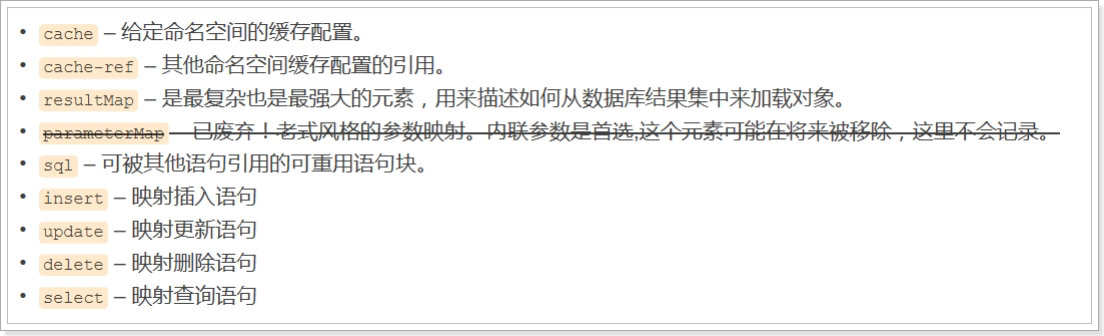 • cache – 给定命名空间的缓存配置。
• cache-ref – 其他命名空间缓存配置的引用。
• resultMap – 是最复杂也是最强大的元素，用来描述如何从数据库结果集中来加载对象。
• parameterMap – 已废弃！老式风格的参数映射。内联参数是首选,这个元素可能在将来被移除，这里不会记录。
• sql – 可被其他语句引用的可重用语句块。
• insert – 映射插入语句
• update – 映射更新语句
• delete – 映射删除语句
• select – 映射查询语句